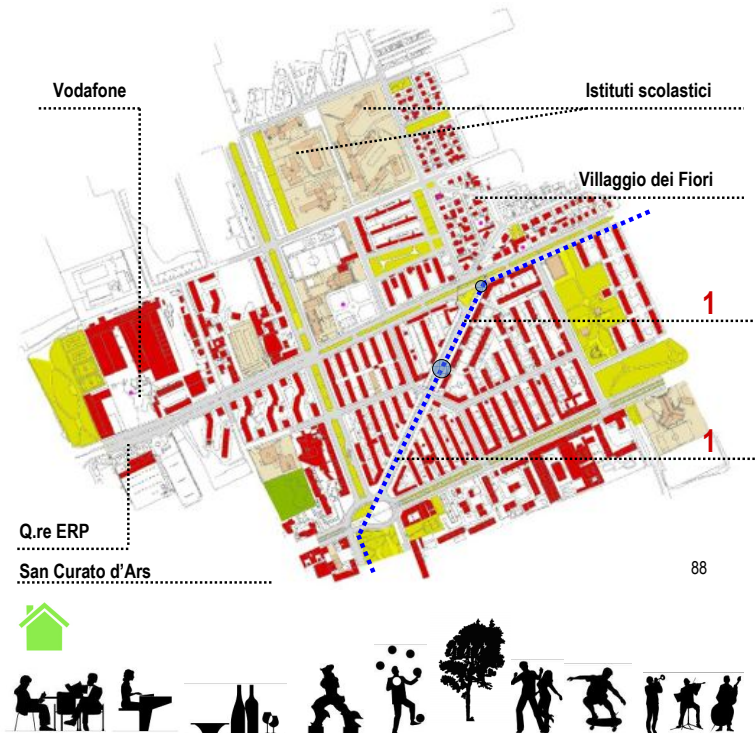 Vodafone
Istituti scolastici
Villaggio dei Fiori
1
1
Q.re ERP
San Curato d'Ars
88